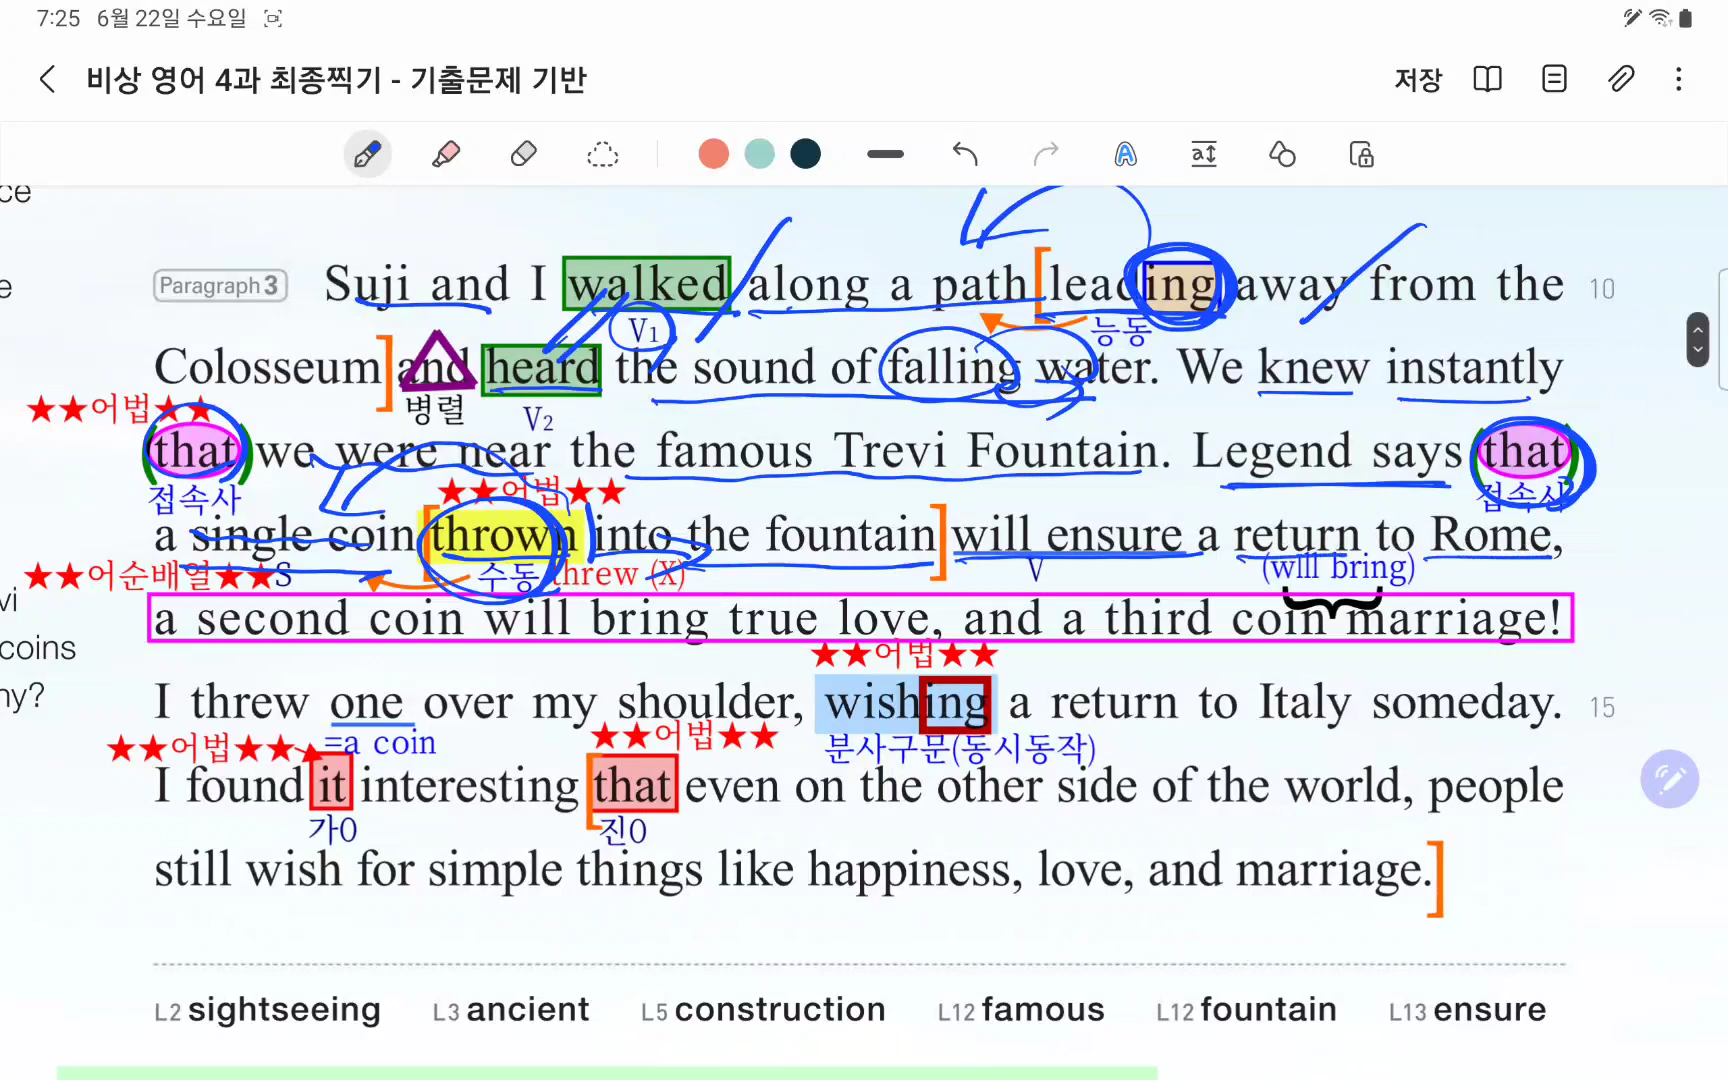 7:25 6월 22일 수요일
비상 영어 4과 최종찍기 - 기출문제 기반
저장
ce
Paragraph 3 Suji and I walked along a path leading away from the 10
e
V1 능동
Colosseum and heard the sound of falling water. We knew instantly
★★어법★★ 병렬 V2
that we were near the famous Trevi Fountain. Legend says that
접속사 ★★어법★★ 접속사
a single coin thrown into the fountain will ensure a return to Rome,
★★어순배열★★ S 수동 threw (X) V (will bring)
vi
a second coin will bring true love, and a third coin marriage!
coins
★★어법★★
ny?
I threw one over my shoulder, wishing a return to Italy someday. 15
★★어법★★ =a coin ★★어법★★ 분사구문(동시동작)
I found it interesting that even on the other side of the world, people
가O 진O
still wish for simple things like happiness, love, and marriage.
L2 sightseeing L3 ancient L5 construction L12 famous L12 fountain L13 ensure